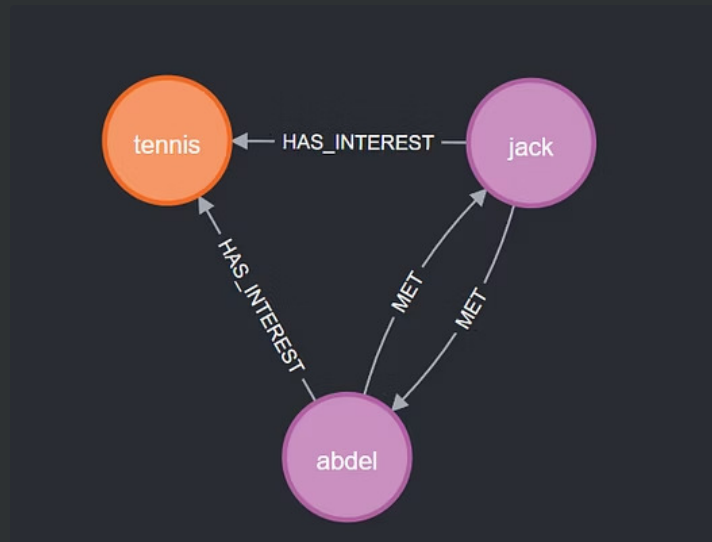 tennis
HAS_INTEREST
jack
HAS_INTEREST
MET
MET
abdel